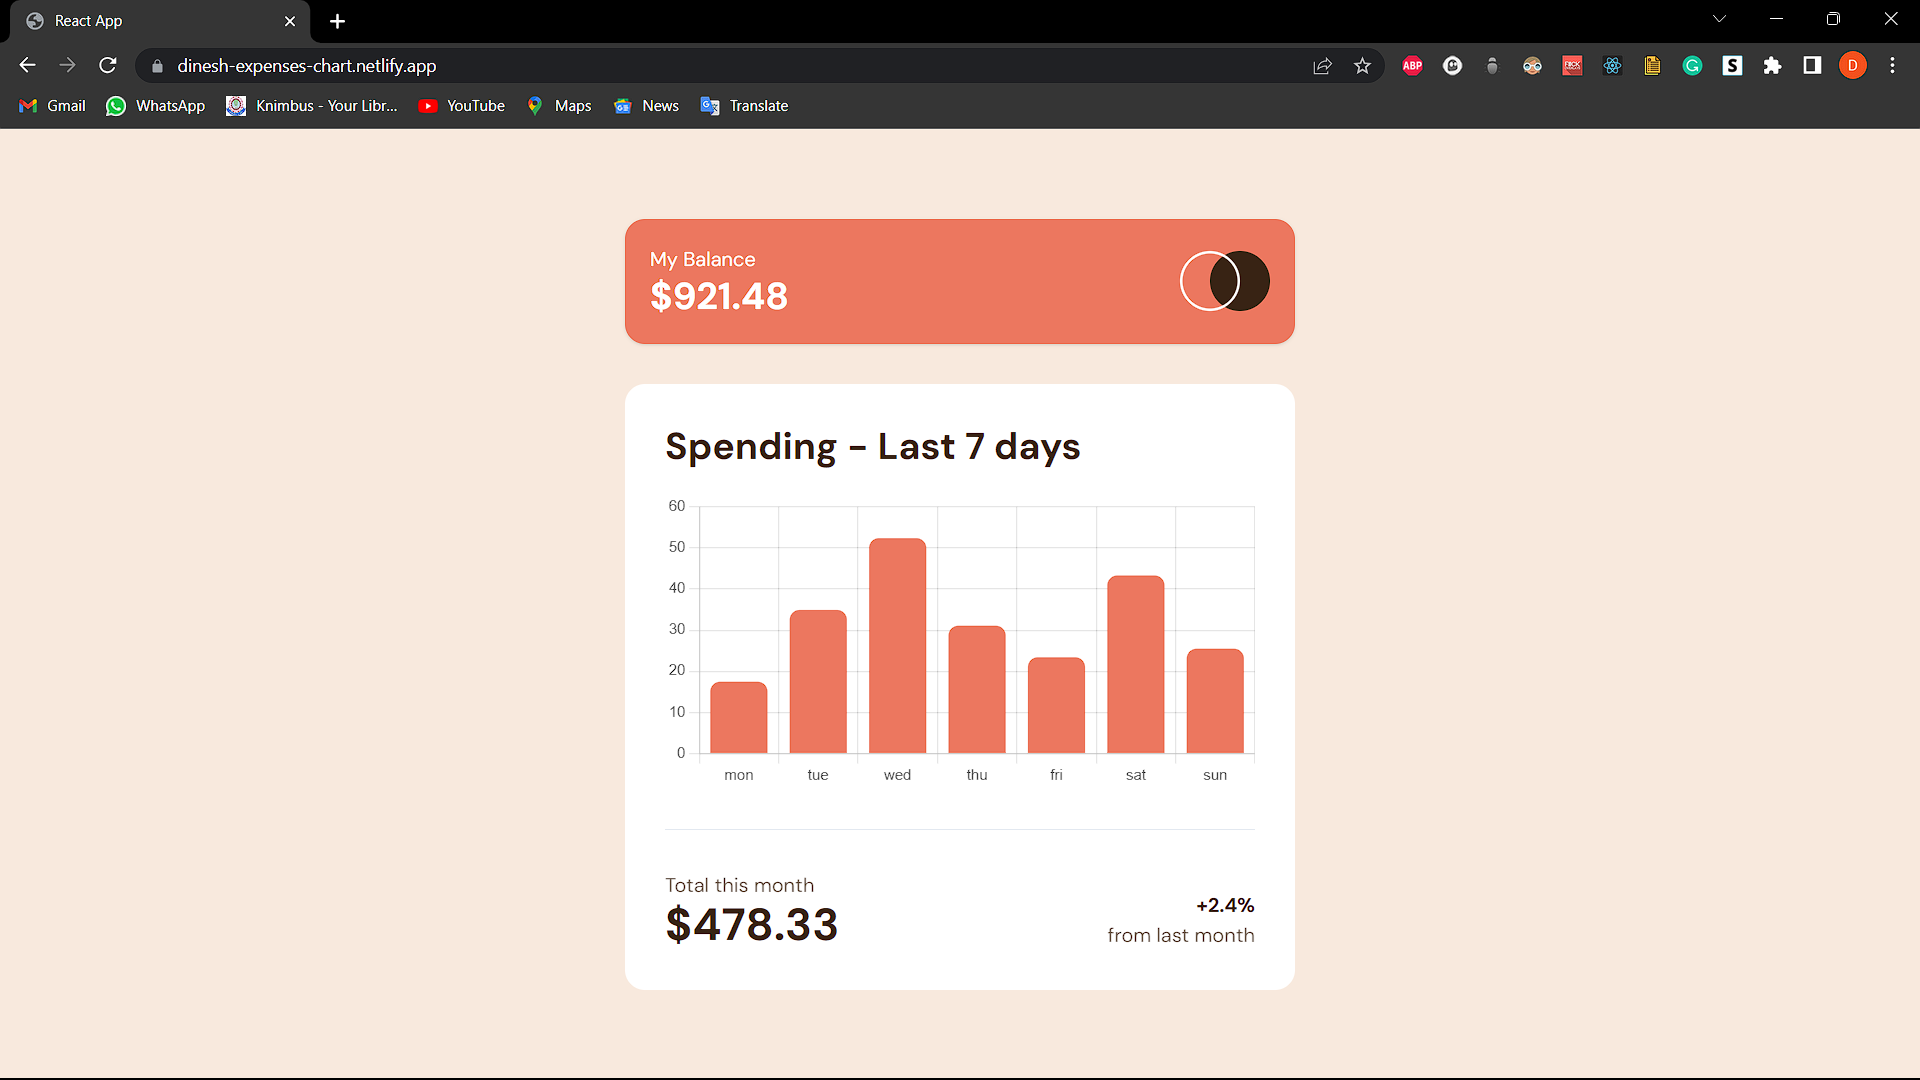 React App
dinesh-expenses-chart.netlify.app
ABP
S
D
Gmail
WhatsApp
Knimbus - Your Libr...
YouTube
Maps
News
Translate
My Balance
$921.48
Spending - Last 7 days
60
50
40
30
20
10
0
mon tue wed thu fri sat sun
Total this month
$478.33
+2.4%
from last month